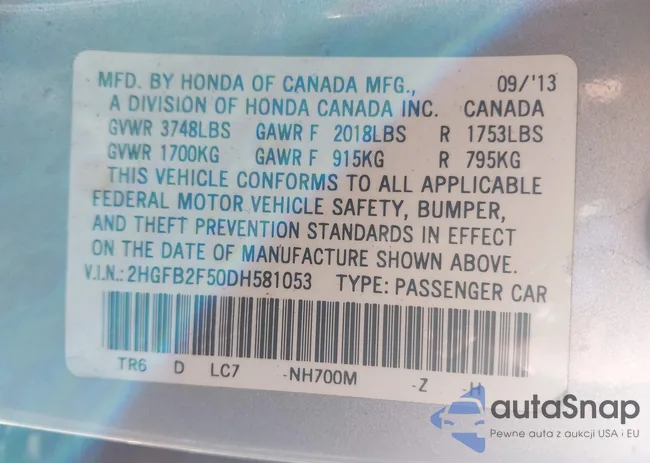 MFD. BY HONDA OF CANADA MFG., 09/'13
A DIVISION OF HONDA CANADA INC. CANADA
GVWR 3748LBS GAWR F 2018LBS R 1753LBS
GVWR 1700KG GAWR F 915KG R 795KG
THIS VEHICLE CONFORMS TO ALL APPLICABLE
FEDERAL MOTOR VEHICLE SAFETY, BUMPER,
AND THEFT PREVENTION STANDARDS IN EFFECT
ON THE DATE OF MANUFACTURE SHOWN ABOVE.
V.I.N.: 2HGFB2F50DH581053 TYPE: PASSENGER CAR
TR6 D LC7 -NH700M -Z -H
autaSnap
Pewne auta z aukcji USA i EU